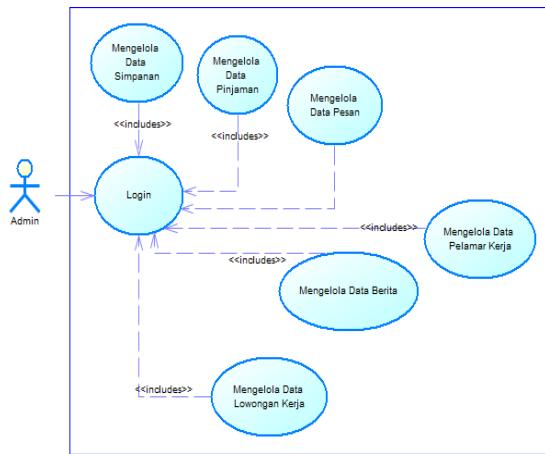 Mengelola
Data
Simpanan
Mengelola
Data
Pinjaman
Mengelola
Data Pesan
<<includes>>
<<includes>>
Login
Admin
<<includes>>
Mengelola Data
Pelamar Kerja
<<includes>>
Mengelola Data Berita
<<includes>>
Mengelola Data
Lowongan Kerja